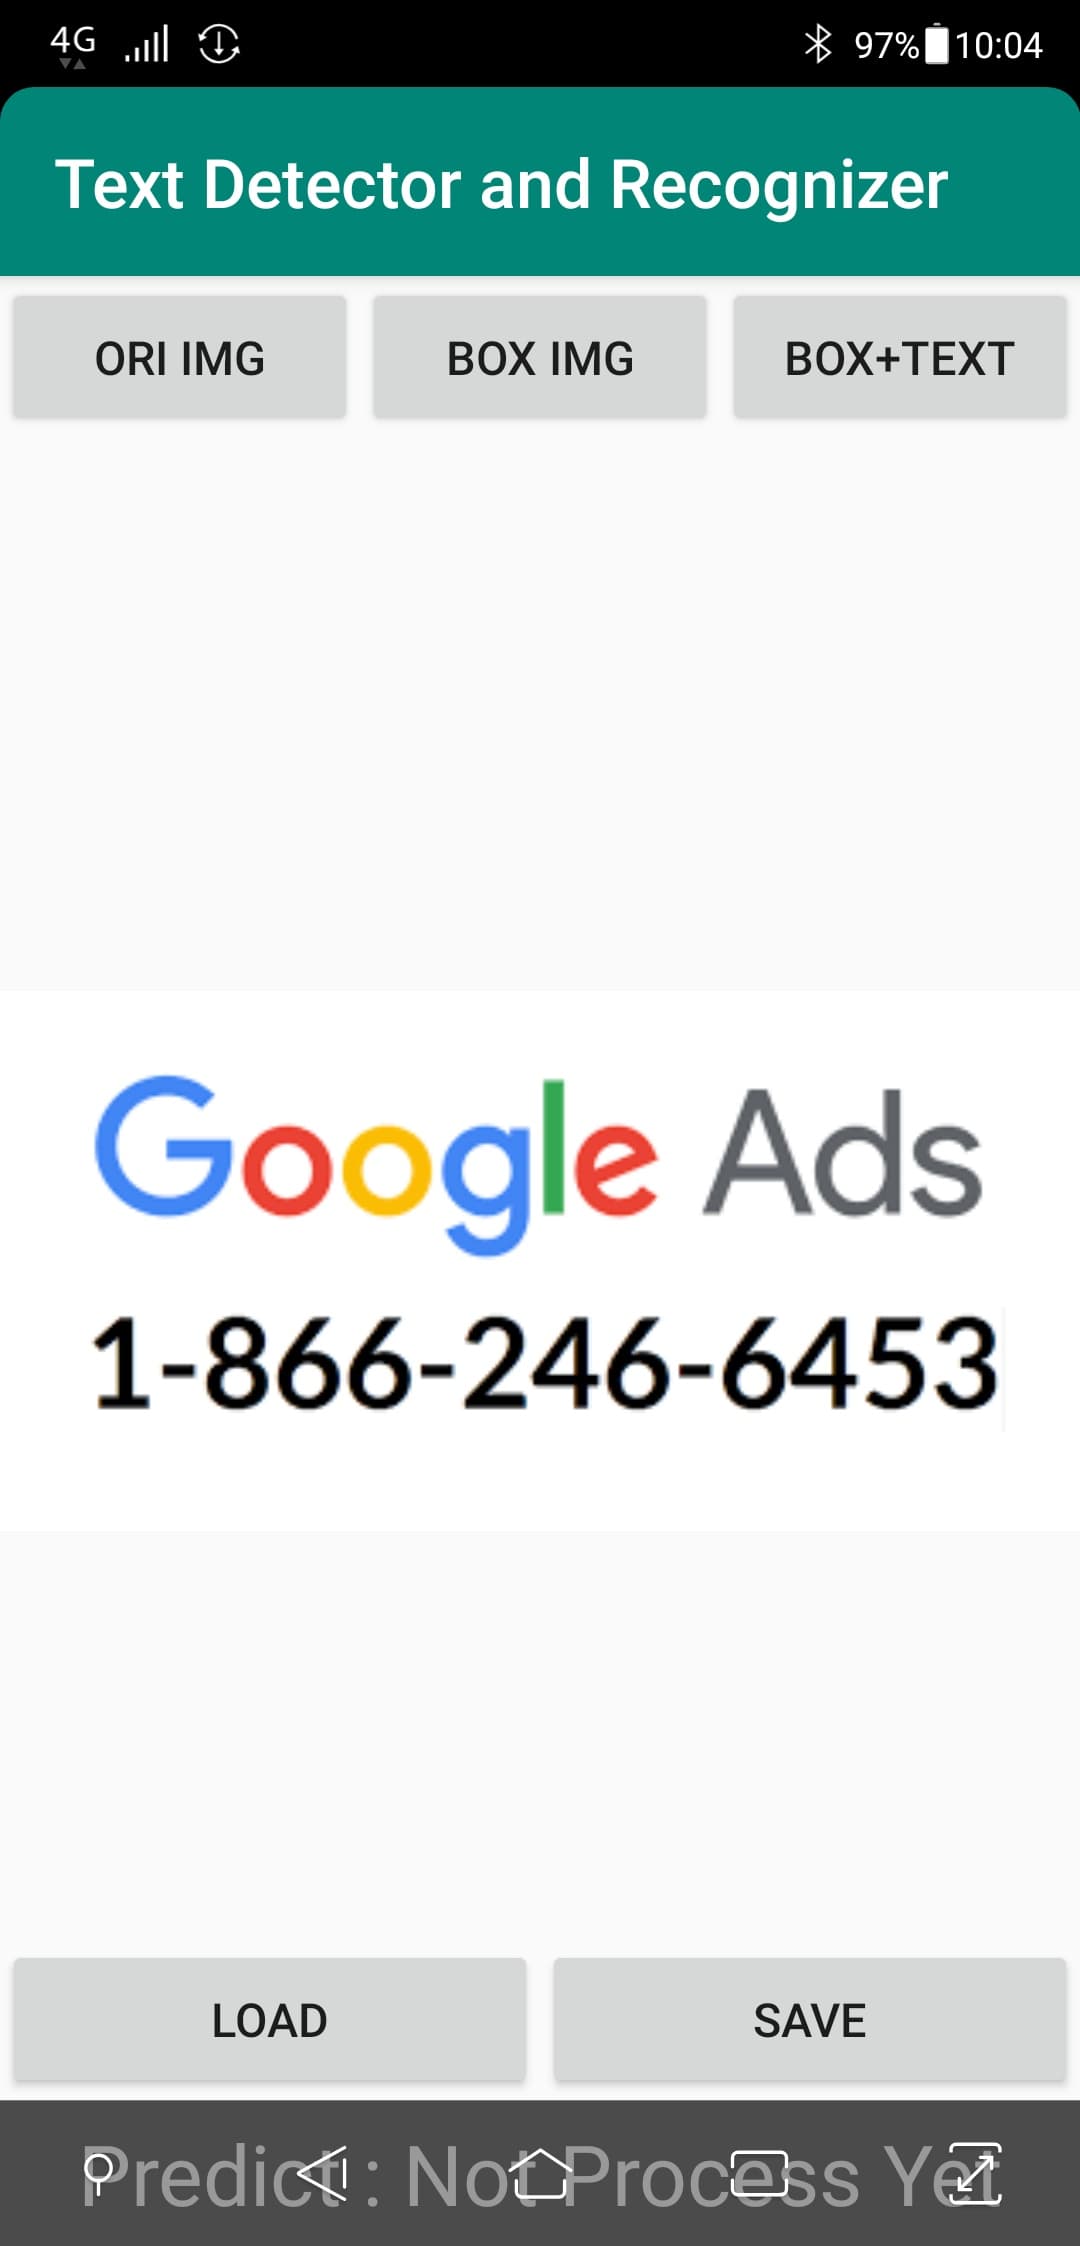 4G 97% 10:04
Text Detector and Recognizer
ORI IMG BOX IMG BOX+TEXT
Google Ads
1-866-246-6453
LOAD SAVE
Predict : Not Process Yet